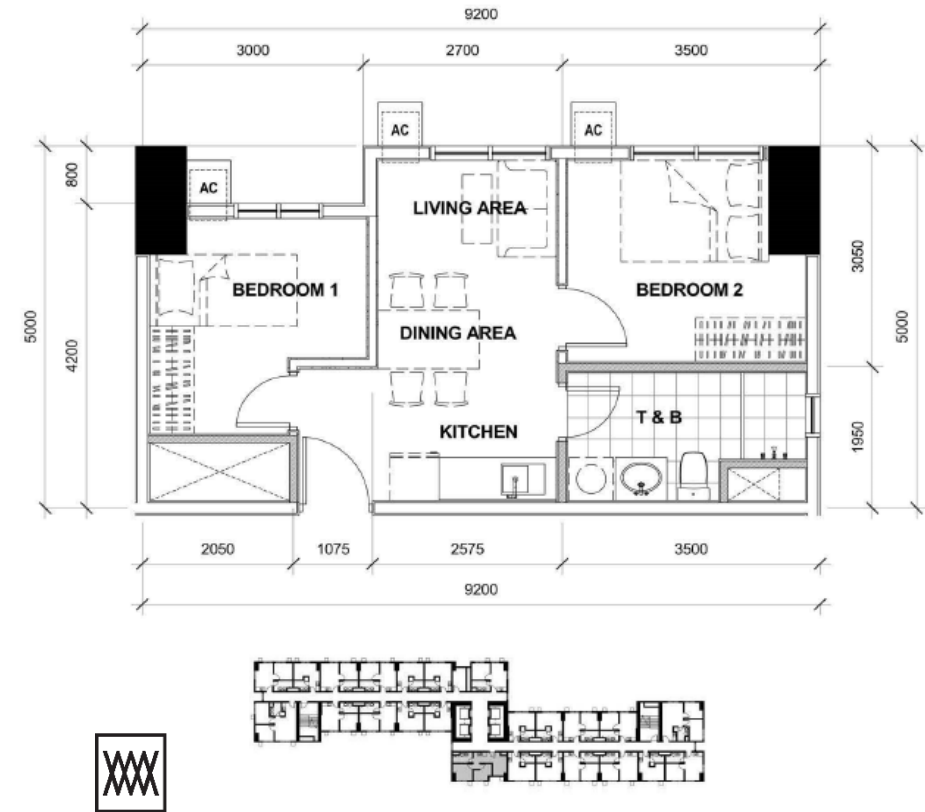 9200
3000 2700 3500
AC AC
800
AC
LIVING AREA
3050
BEDROOM 1 BEDROOM 2
5000 5000
DINING AREA
4200
T & B
KITCHEN
1950
2050 1075 2575 3500
9200